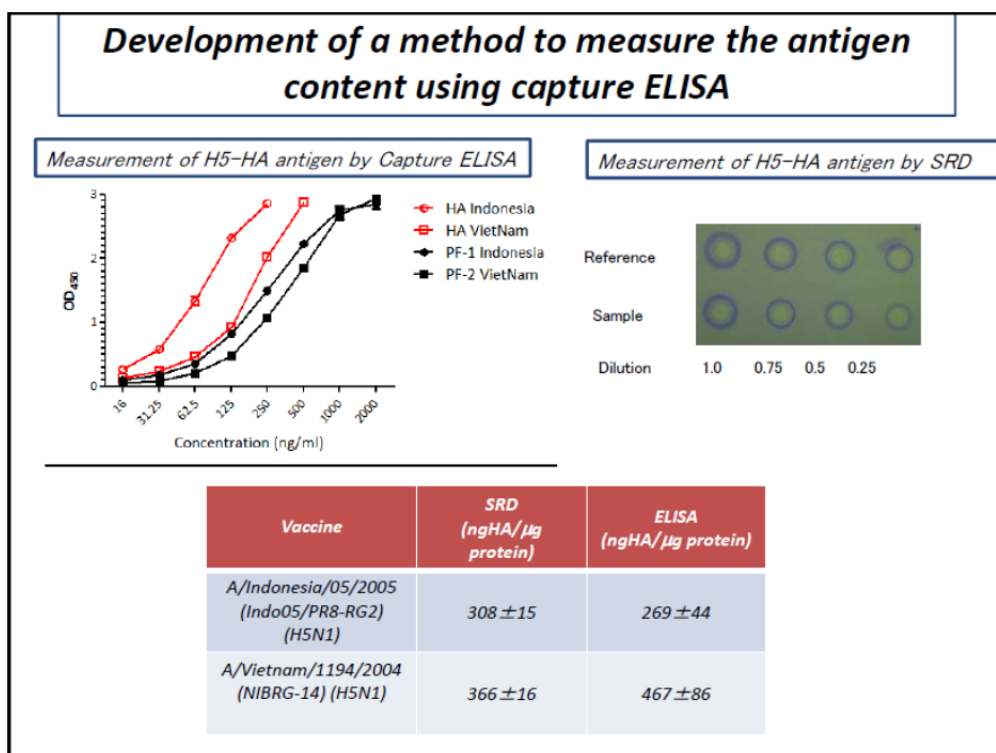 Development of a method to measure the antigen
content using capture ELISA
Measurement of H5-HA antigen by Capture ELISA
Measurement of H5-HA antigen by SRD
3
2
1
0
OD450
16
31.25
62.5
125
250
500
1000
2000
Concentration (ng/ml)
HA Indonesia
HA VietNam
PF-1 Indonesia
PF-2 VietNam
Reference
Sample
Dilution 1.0 0.75 0.5 0.25
Vaccine
SRD
(ngHA/μg
protein)
ELISA
(ngHA/μg protein)
A/Indonesia/05/2005
(Indo05/PR8-RG2)
(H5N1)
308±15
269±44
A/Vietnam/1194/2004
(NIBRG-14) (H5N1)
366±16
467±86